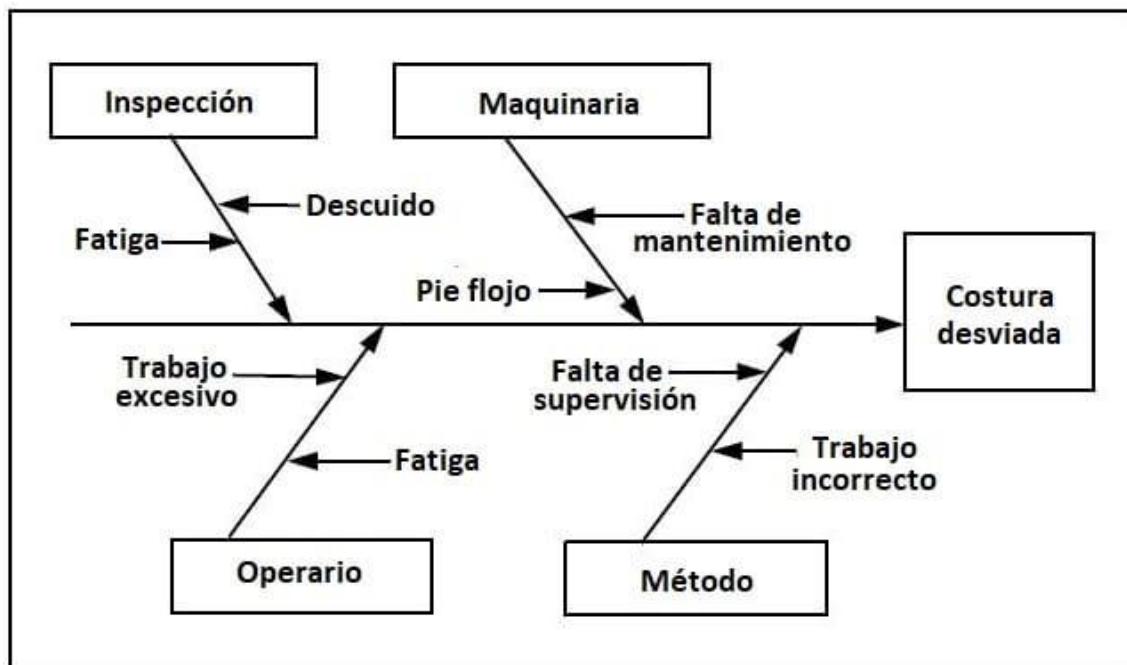 Inspección
Maquinaria
Descuido
Fatiga
Falta de
mantenimiento
Pie flojo
Costura
desviada
Trabajo
excesivo
Falta de
supervisión
Fatiga
Trabajo
incorrecto
Operario
Método